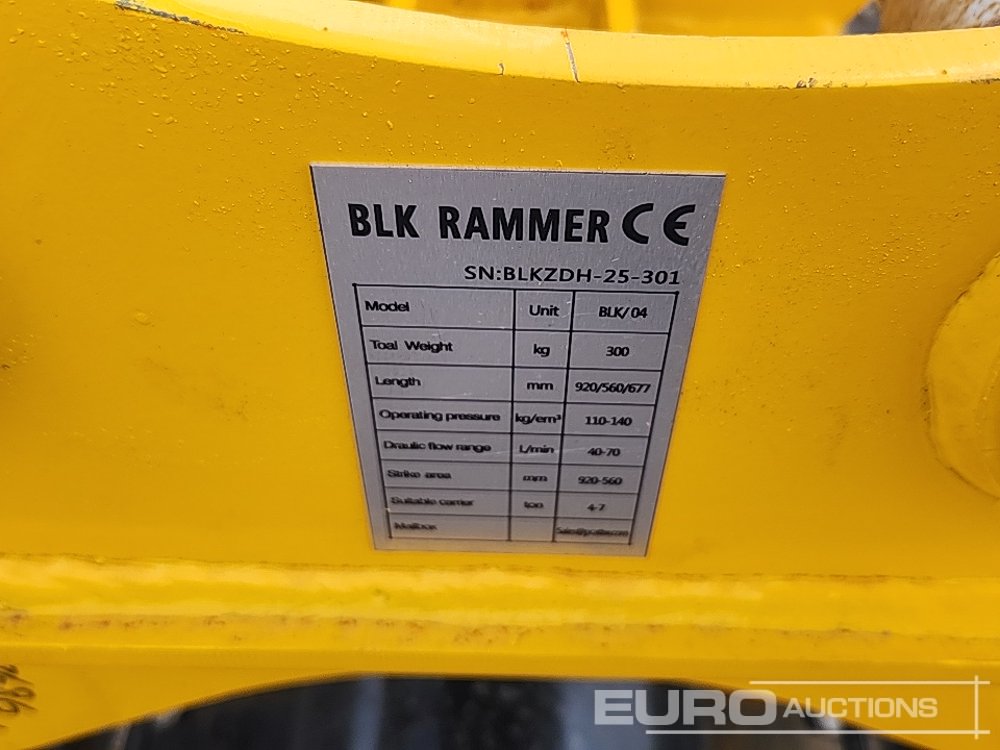 BLK RAMMER CE
SN:BLKZDH-25-301
Model Unit BLK/04
Toal Weight kg 300
Length mm 920/560/677
Operating pressure kg/em³ 110-140
Draulic flow range L/min 40-70
Strike area mm 920-560
Suitable carrier ton 4-7
Mailbox
EURO AUCTIONS